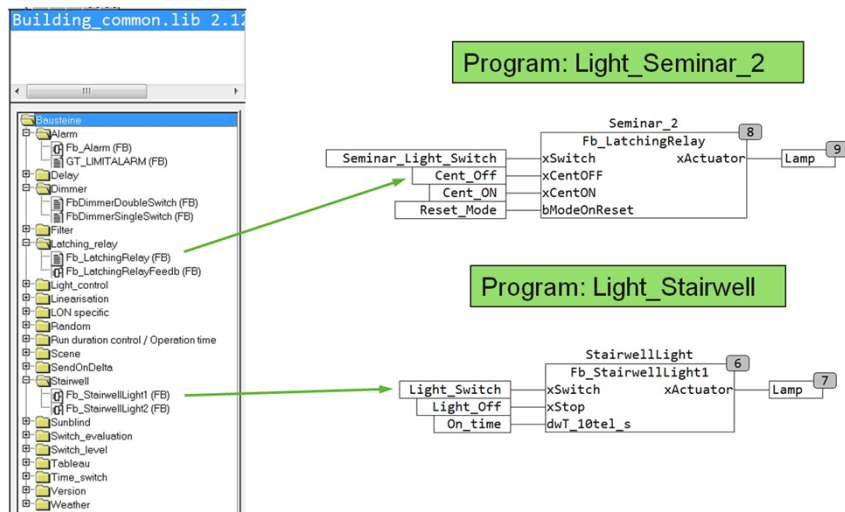 Building_common.lib 2.12
Bausteine
Alarm
Fb_Alarm (FB)
GT_LIMITALARM (FB)
Delay
Dimmer
FbDimmerDoubleSwitch (FB)
FbDimmerSingleSwitch (FB)
Filter
Latching_relay
Fb_LatchingRelay (FB)
Fb_LatchingRelayFeedb (FB)
Light_control
Linearisation
LON specific
Random
Run duration control / Operation time
Scene
SendOnDelta
Stairwell
Fb_StairwellLight1 (FB)
Fb_StairwellLight2 (FB)
Sunblind
Switch_evaluation
Switch_level
Tableau
Time_switch
Version
Weather
Program: Light_Seminar_2
Seminar_2
8
Fb_LatchingRelay
9
Seminar_Light_Switch xSwitch xActuator Lamp
Cent_Off xCentOFF
Cent_ON xCentON
Reset_Mode bModeOnReset
Program: Light_Stairwell
StairwellLight
6
Fb_StairwellLight1
7
Light_Switch xSwitch xActuator Lamp
Light_Off xStop
On_time dwT_10tel_s